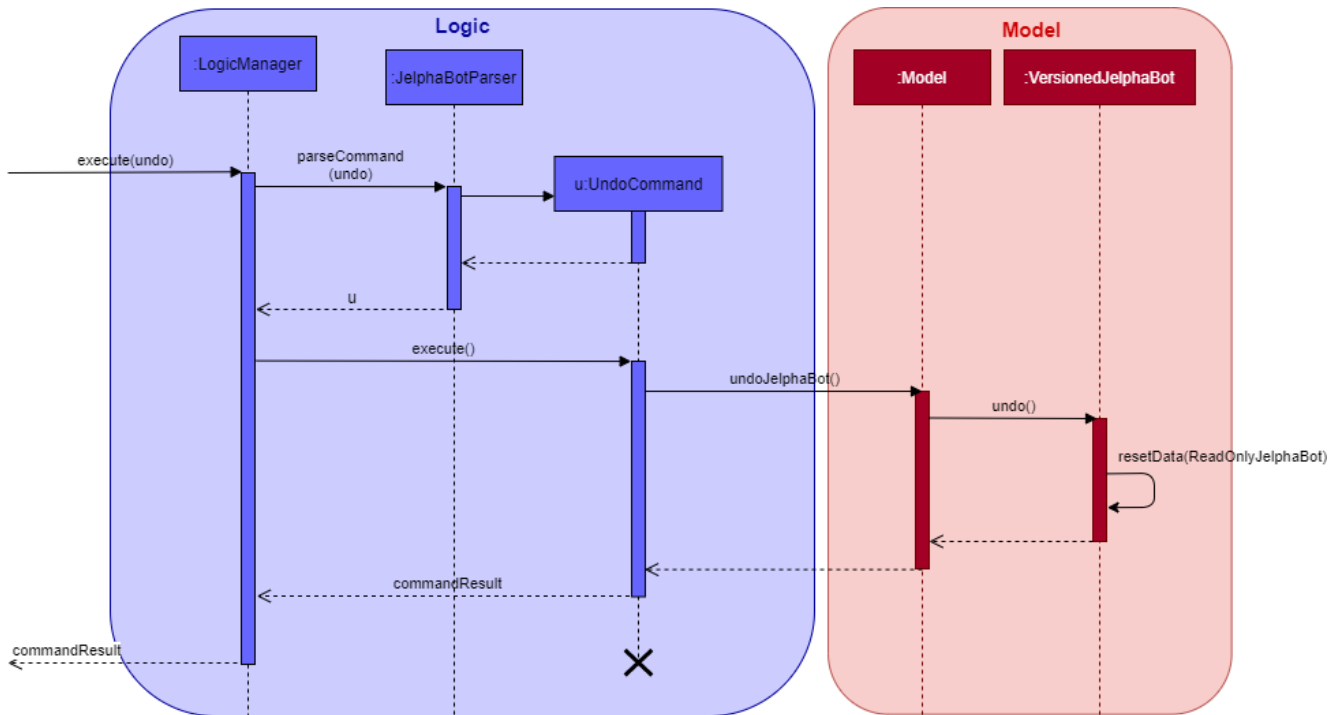 Logic
Model
:LogicManager
:JelphaBotParser
:Model
:VersionedJelphaBot
execute(undo)
parseCommand
(undo)
u:UndoCommand
u
execute()
undoJelphaBot()
undo()
resetData(ReadOnlyJelphaBot)
commandResult
commandResult